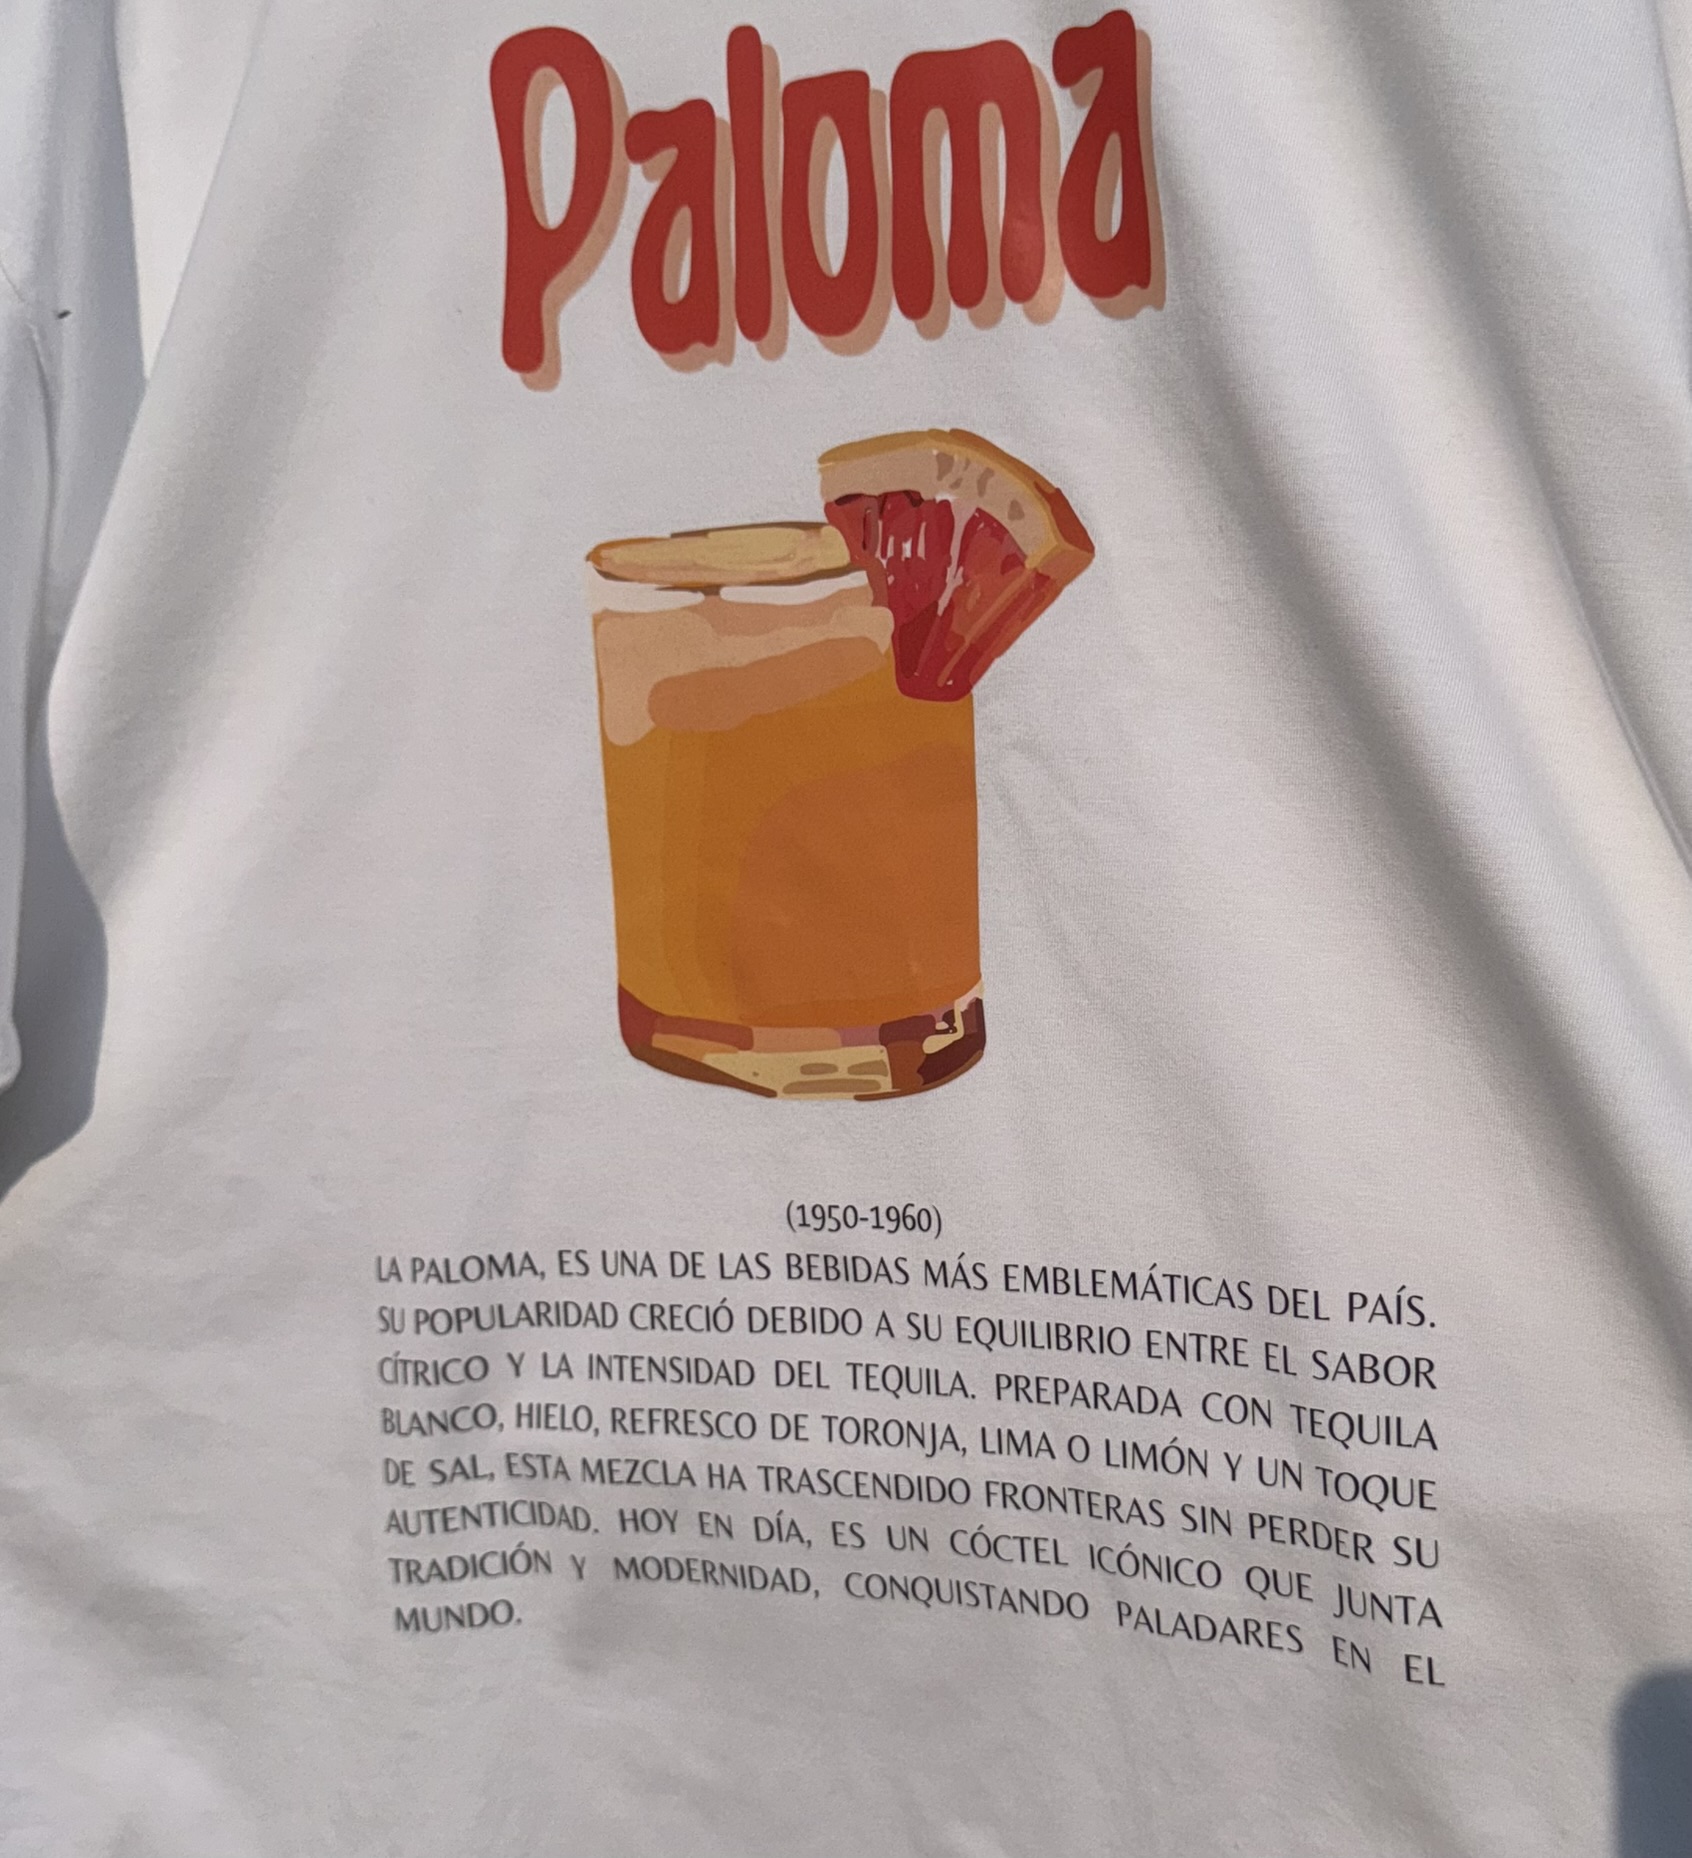 Paloma
(1950-1960)
LA PALOMA, ES UNA DE LAS BEBIDAS MÁS EMBLEMÁTICAS DEL PAÍS.
SU POPULARIDAD CRECIÓ DEBIDO A SU EQUILIBRIO ENTRE EL SABOR
CÍTRICO Y LA INTENSIDAD DEL TEQUILA. PREPARADA CON TEQUILA
BLANCO, HIELO, REFRESCO DE TORONJA, LIMA O LIMÓN Y UN TOQUE
DE SAL, ESTA MEZCLA HA TRASCENDIDO FRONTERAS SIN PERDER SU
AUTENTICIDAD. HOY EN DÍA, ES UN CÓCTEL ICÓNICO QUE JUNTA
TRADICIÓN Y MODERNIDAD, CONQUISTANDO PALADARES EN EL
MUNDO.